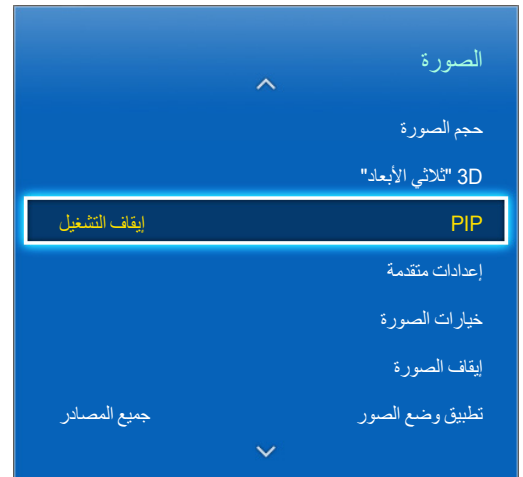 الصورة
حجم الصورة
3D "ثلاثي الأبعاد"
PIP إيقاف التشغيل
إعدادات متقدمة
خيارات الصورة
إيقاف الصورة
تطبيق وضع الصور جميع المصادر